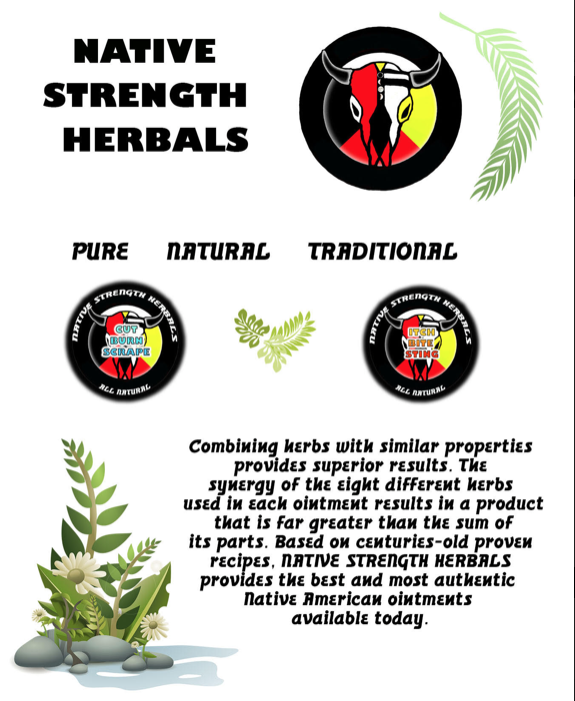 NATIVE
STRENGTH
HERBALS
PURE NATURAL TRADITIONAL
NATIVE STRENGTH HERBALS
CUT
BURN
SCRAPE
ALL NATURAL
NATIVE STRENGTH HERBALS
ITCH
BITE
STING
ALL NATURAL
Combining herbs with similar properties
provides superior results. The
synergy of the eight different herbs
used in each ointment results in a product
that is far greater than the sum of
its parts. Based on centuries-old proven
recipes, NATIVE STRENGTH HERBALS
provides the best and most authentic
Native American ointments
available today.